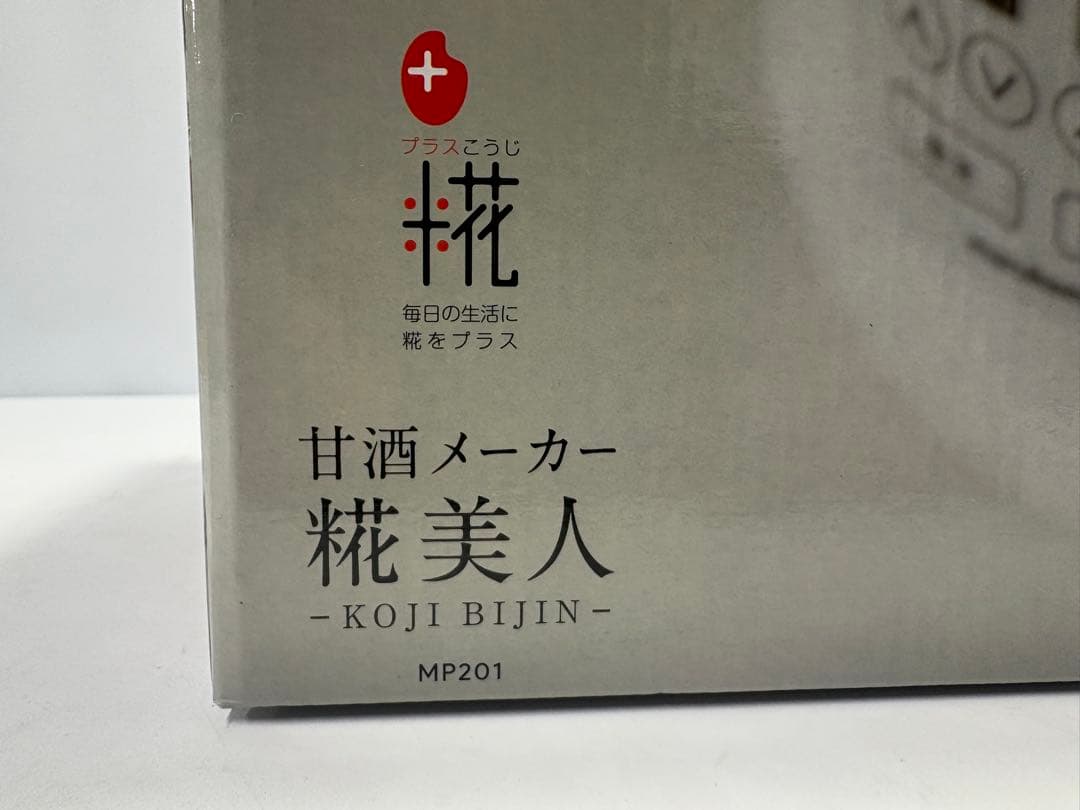 プラスこうじ
糀
毎日の生活に
糀をプラス
甘酒メーカー
糀美人
-KOJI BIJIN-
MP201